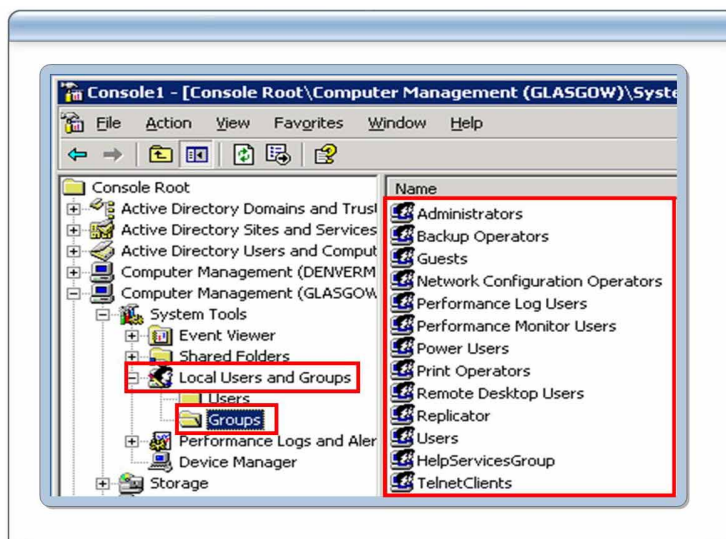 Console1 - [Console Root\Computer Management (GLASGOW)\Syste
File Action View Favorites Window Help
Console Root
Active Directory Domains and Trust
Active Directory Sites and Services
Active Directory Users and Comput
Computer Management (DENVERM
Computer Management (GLASGOW
System Tools
Event Viewer
Shared Folders
Local Users and Groups
Users
Groups
Performance Logs and Aler
Device Manager
Storage
Name
Administrators
Backup Operators
Guests
Network Configuration Operators
Performance Log Users
Performance Monitor Users
Power Users
Print Operators
Remote Desktop Users
Replicator
Users
HelpServicesGroup
TelnetClients